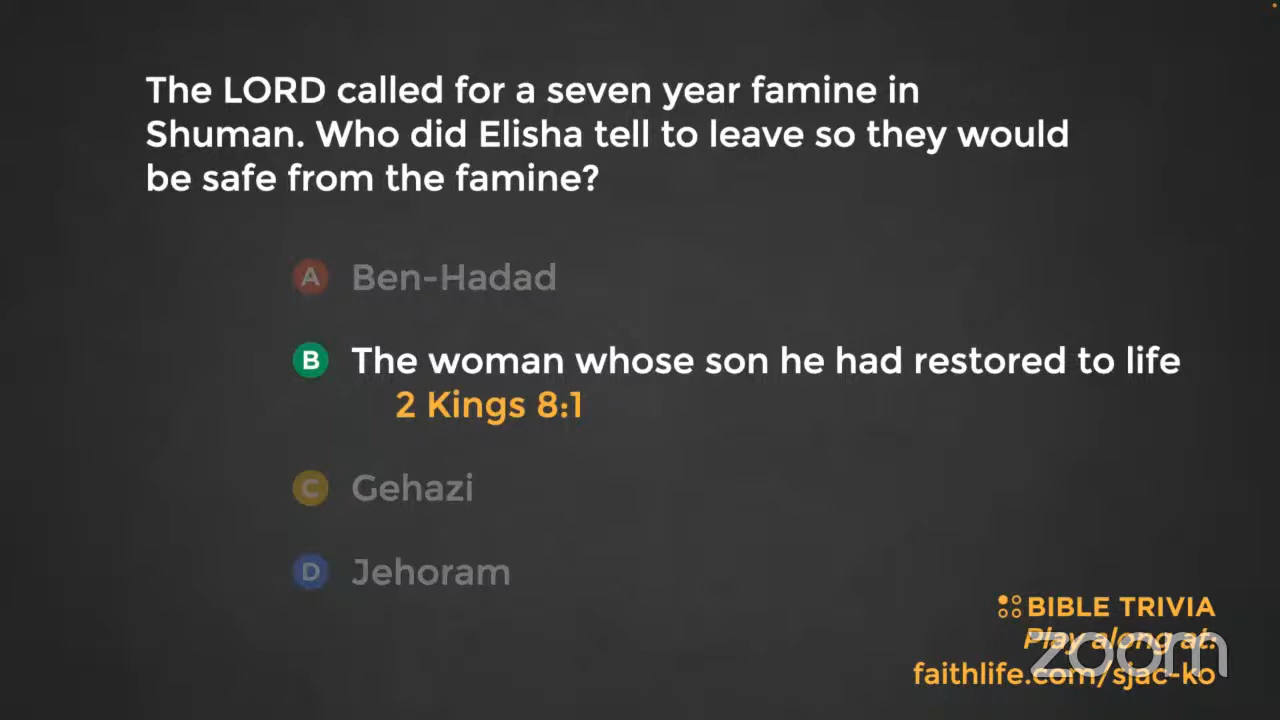 The LORD called for a seven year famine in
Shuman. Who did Elisha tell to leave so they would
be safe from the famine?
A Ben-Hadad
B The woman whose son he had restored to life
2 Kings 8:1
C Gehazi
D Jehoram
BIBLE TRIVIA
Play along at:
zoom
faithlife.com/sjac-ko